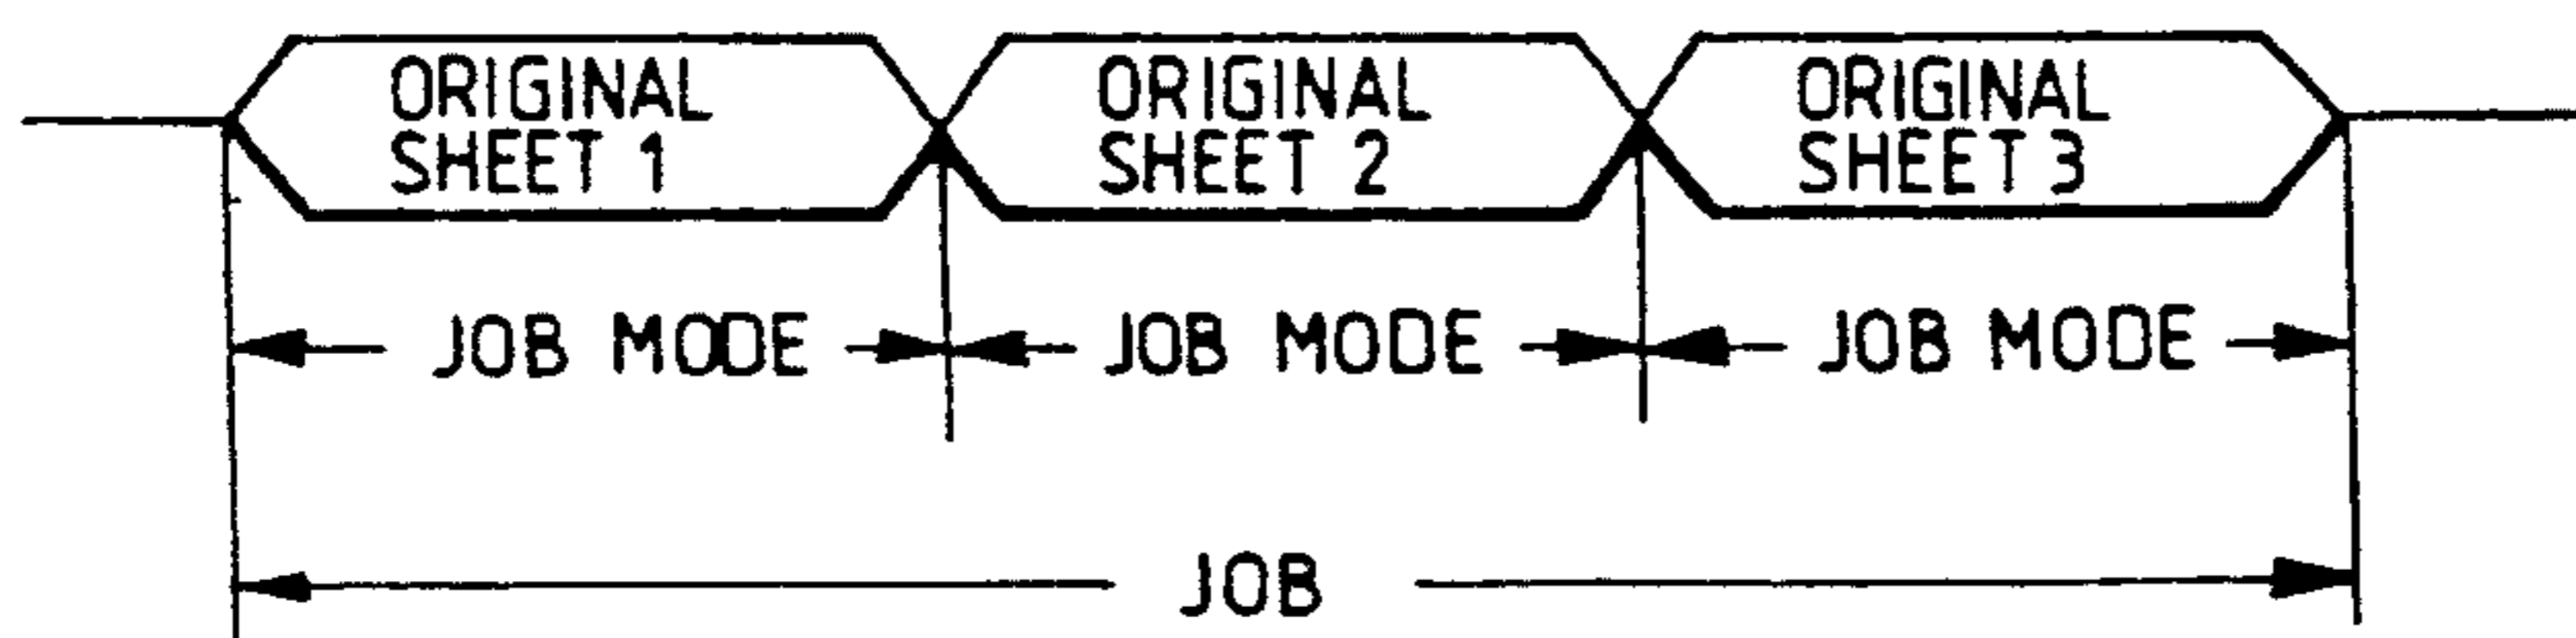 ORIGINAL
SHEET 1
ORIGINAL
SHEET 2
ORIGINAL
SHEET 3
JOB MODE
JOB MODE
JOB MODE
JOB